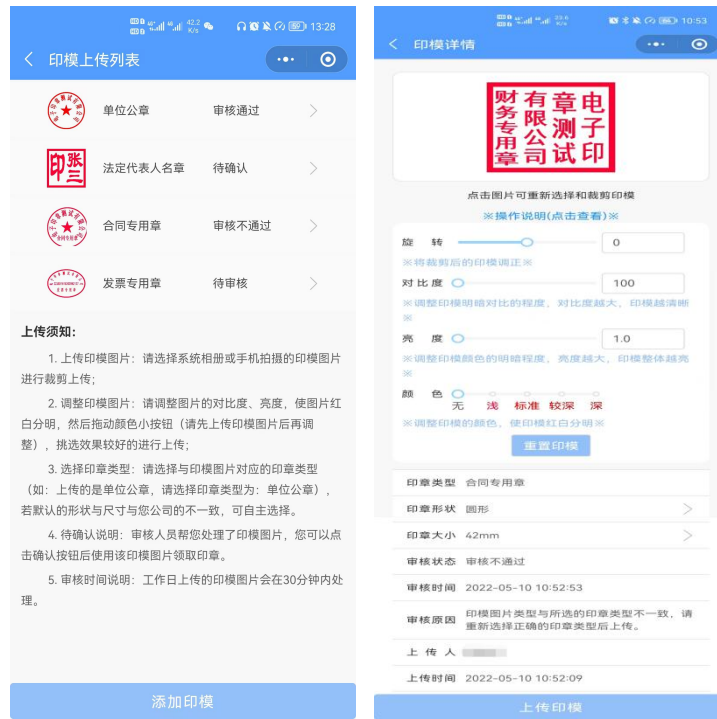 42.2
K/s
13:28
印模上传列表
单位公章 审核通过
印张三
法定代表人名章 待确认
合同专用章 审核不通过
发票专用章 待审核
上传须知:
1. 上传印模图片：请选择系统相册或手机拍摄的印模图片
进行裁剪上传；
2. 调整印模图片：请调整图片的对比度、亮度，使图片红
白分明，然后拖动颜色小按钮（请先上传印模图片后再调
整），挑选效果较好的进行上传；
3. 选择印章类型：请选择与印模图片对应的印章类型
（如：上传的是单位公章，请选择印章类型为：单位公章），
若默认的形状与尺寸与您公司的不一致，可自主选择。
4. 待确认说明：审核人员帮您处理了印模图片，您可以点
击确认按钮后使用该印模图片领取印章。
5. 审核时间说明：工作日上传的印模图片会在30分钟内处
理。
添加印模
10:53
印模详情
电子印
章测试
有限公司
财务专用章
点击图片可重新选择和裁剪印模
※操作说明(点击查看)※
旋 转 0
※将裁剪后的印模调正※
对比度 100
※调整印模明暗对比的程度，对比度越大，印模越清晰
※
亮 度 1.0
※调整印模颜色的明暗程度，亮度越大，印模整体越亮
※
颜 色
无 浅 标准 较深 深
※调整印模的颜色，使印模红白分明※
重置印模
印章类型 合同专用章
印章形状 圆形
印章大小 42mm
审核状态 审核不通过
审核时间 2022-05-10 10:52:53
审核原因 印模图片类型与所选的印章类型不一致，请
重新选择正确的印章类型后上传。
上 传 人
上传时间 2022-05-10 10:52:09
上传印模